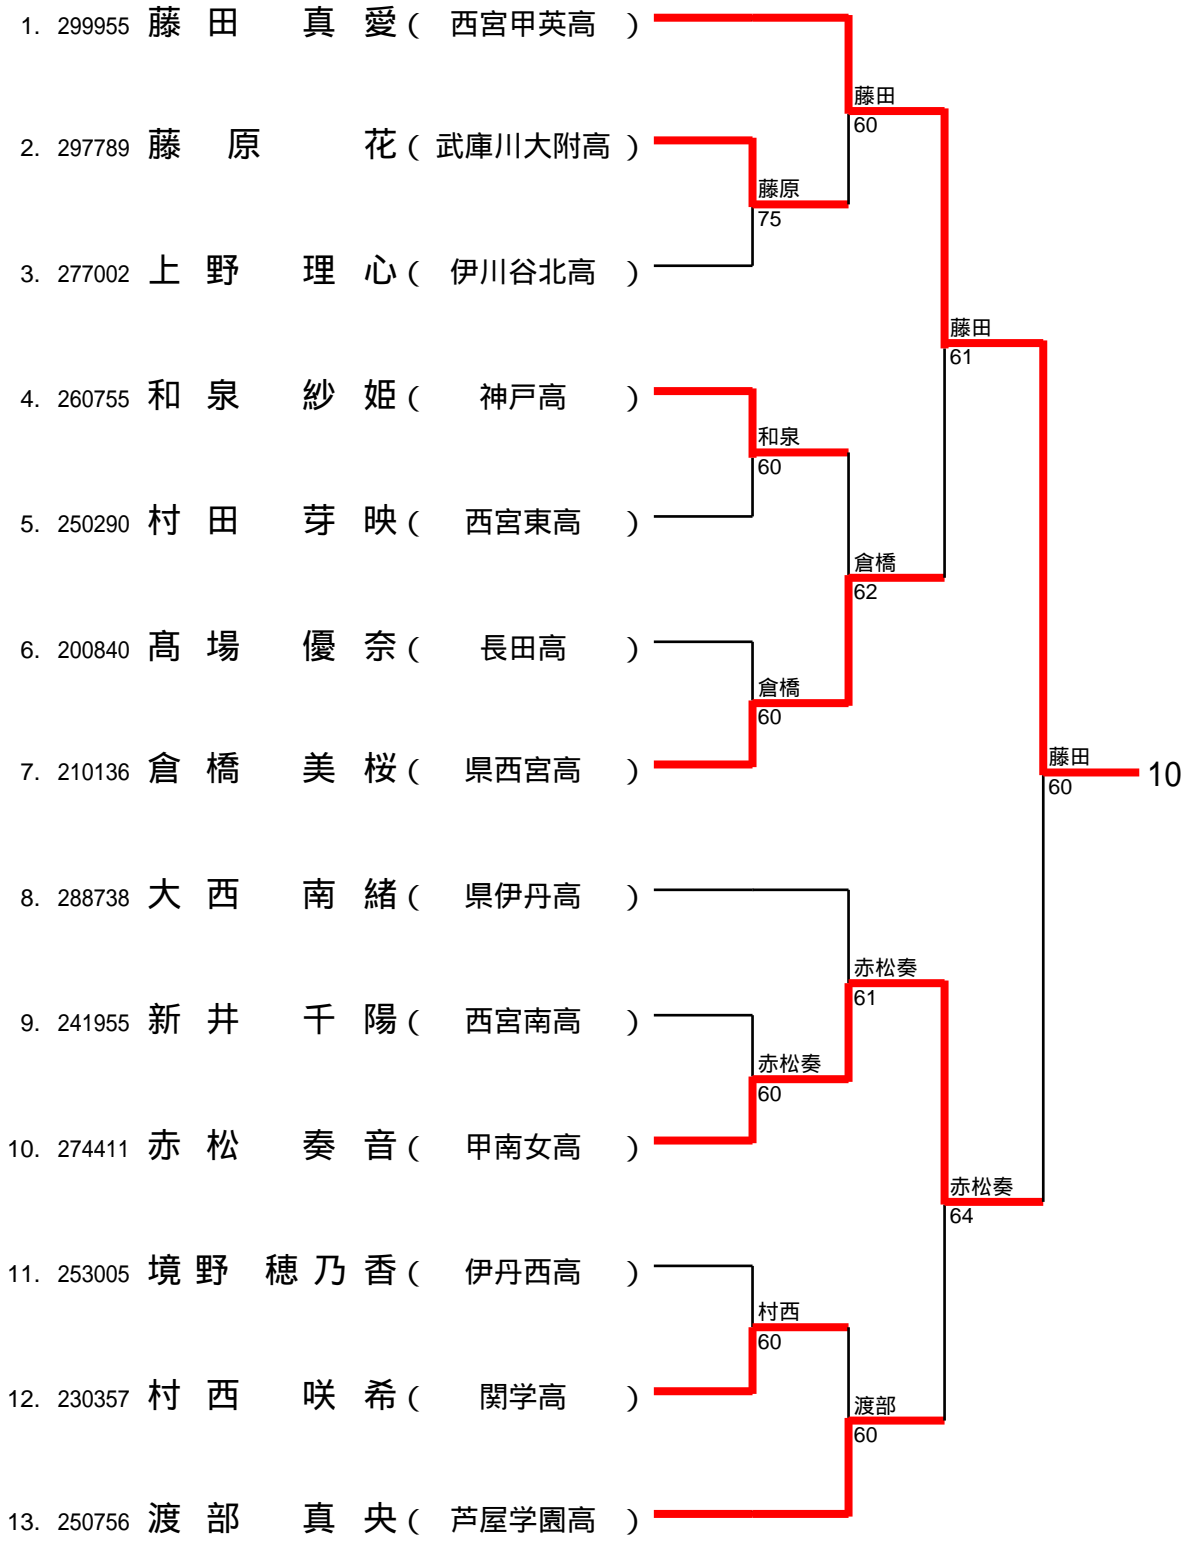 1. 299955 藤田 真愛 ( 西宮甲英高 )
藤田
60
2. 297789 藤原 花 ( 武庫川大附高 )
藤原
75
3. 277002 上野 理心 ( 伊川谷北高 )
藤田
61
4. 260755 和泉 紗姫 ( 神戸高 )
和泉
60
5. 250290 村田 芽映 ( 西宮東高 )
倉橋
62
6. 200840 髙場 優奈 ( 長田高 )
倉橋
60
7. 210136 倉橋 美桜 ( 県西宮高 )
藤田
60
10
8. 288738 大西 南緒 ( 県伊丹高 )
赤松奏
61
9. 241955 新井 千陽 ( 西宮南高 )
赤松奏
60
10. 274411 赤松 奏音 ( 甲南女高 )
赤松奏
64
11. 253005 境野 穂乃香 ( 伊丹西高 )
村西
60
12. 230357 村西 咲希 ( 関学高 )
渡部
60
13. 250756 渡部 真央 ( 芦屋学園高 )